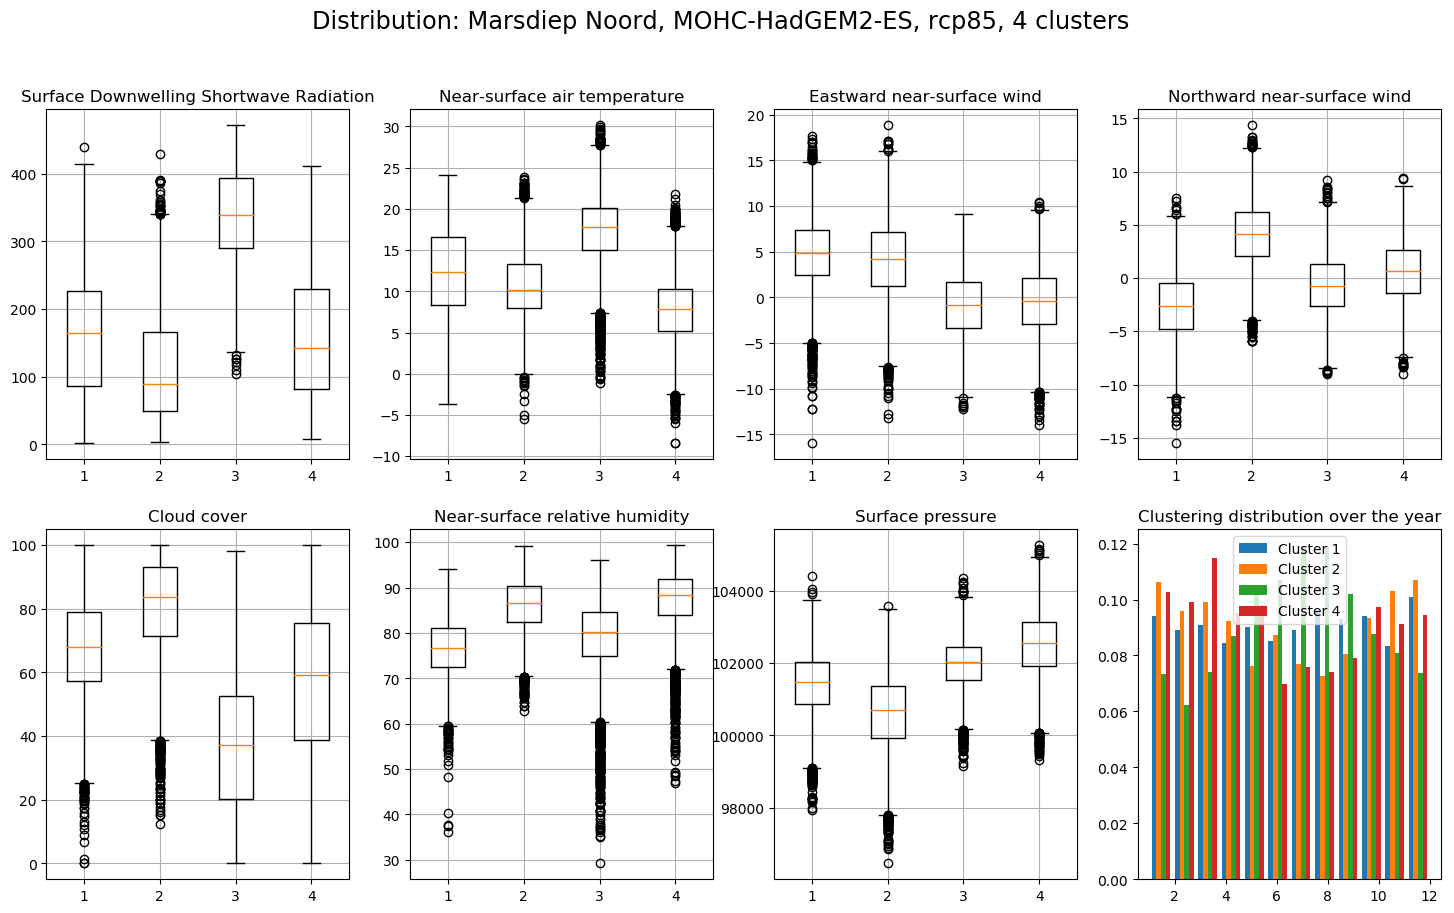 Distribution: Marsdiep Noord, MOHC-HadGEM2-ES, rcp85, 4 clusters
Surface Downwelling Shortwave Radiation
400
300
200
100
0
1 2 3 4
Near-surface air temperature
30
25
20
15
10
5
0
−5
−10
1 2 3 4
Eastward near-surface wind
20
15
10
5
0
−5
−10
−15
1 2 3 4
Northward near-surface wind
15
10
5
0
−5
−10
−15
1 2 3 4
Cloud cover
100
80
60
40
20
0
1 2 3 4
Near-surface relative humidity
100
90
80
70
60
50
40
30
1 2 3 4
Surface pressure
104000
102000
100000
98000
1 2 3 4
Clustering distribution over the year
Cluster 1
Cluster 2
Cluster 3
Cluster 4
0.12
0.10
0.08
0.06
0.04
0.02
0.00
2 4 6 8 10 12